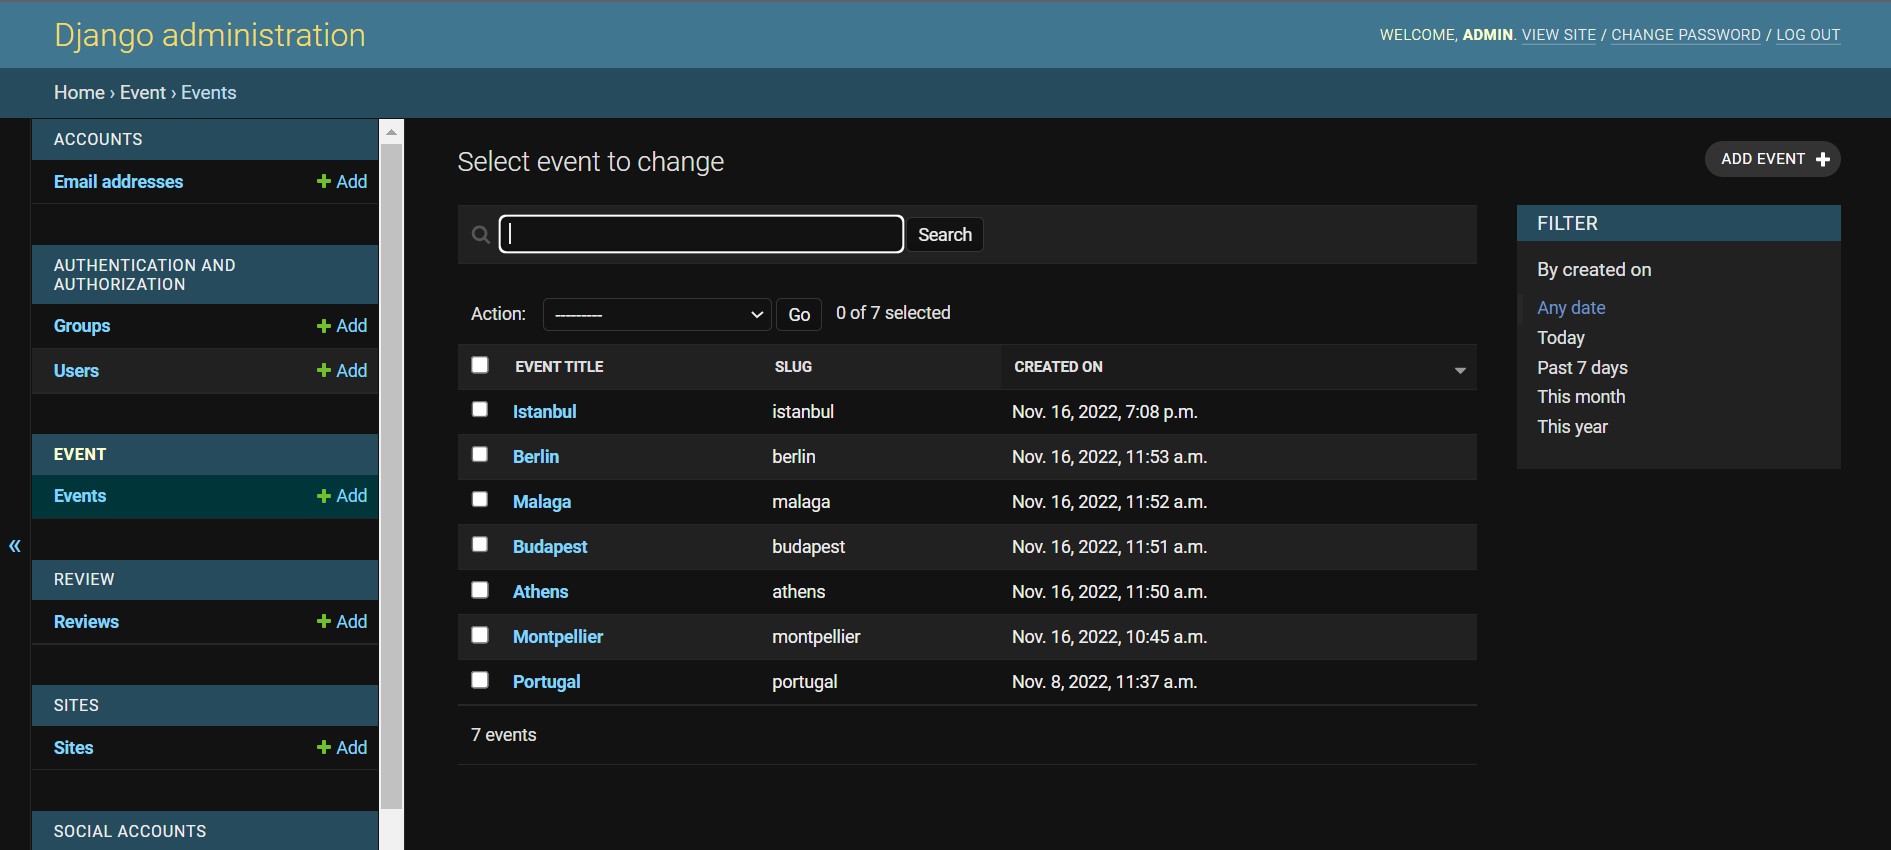 Django administration
WELCOME, ADMIN. VIEW SITE / CHANGE PASSWORD / LOG OUT
Home › Event › Events
ACCOUNTS
Email addresses
Add
AUTHENTICATION AND
AUTHORIZATION
Groups
Add
Users
Add
EVENT
Events
Add
«
REVIEW
Reviews
Add
SITES
Sites
Add
SOCIAL ACCOUNTS
Select event to change
ADD EVENT
Search
Action: --------- Go 0 of 7 selected
EVENT TITLE SLUG CREATED ON
Istanbul istanbul Nov. 16, 2022, 7:08 p.m.
Berlin berlin Nov. 16, 2022, 11:53 a.m.
Malaga malaga Nov. 16, 2022, 11:52 a.m.
Budapest budapest Nov. 16, 2022, 11:51 a.m.
Athens athens Nov. 16, 2022, 11:50 a.m.
Montpellier montpellier Nov. 16, 2022, 10:45 a.m.
Portugal portugal Nov. 8, 2022, 11:37 a.m.
7 events
FILTER
By created on
Any date
Today
Past 7 days
This month
This year